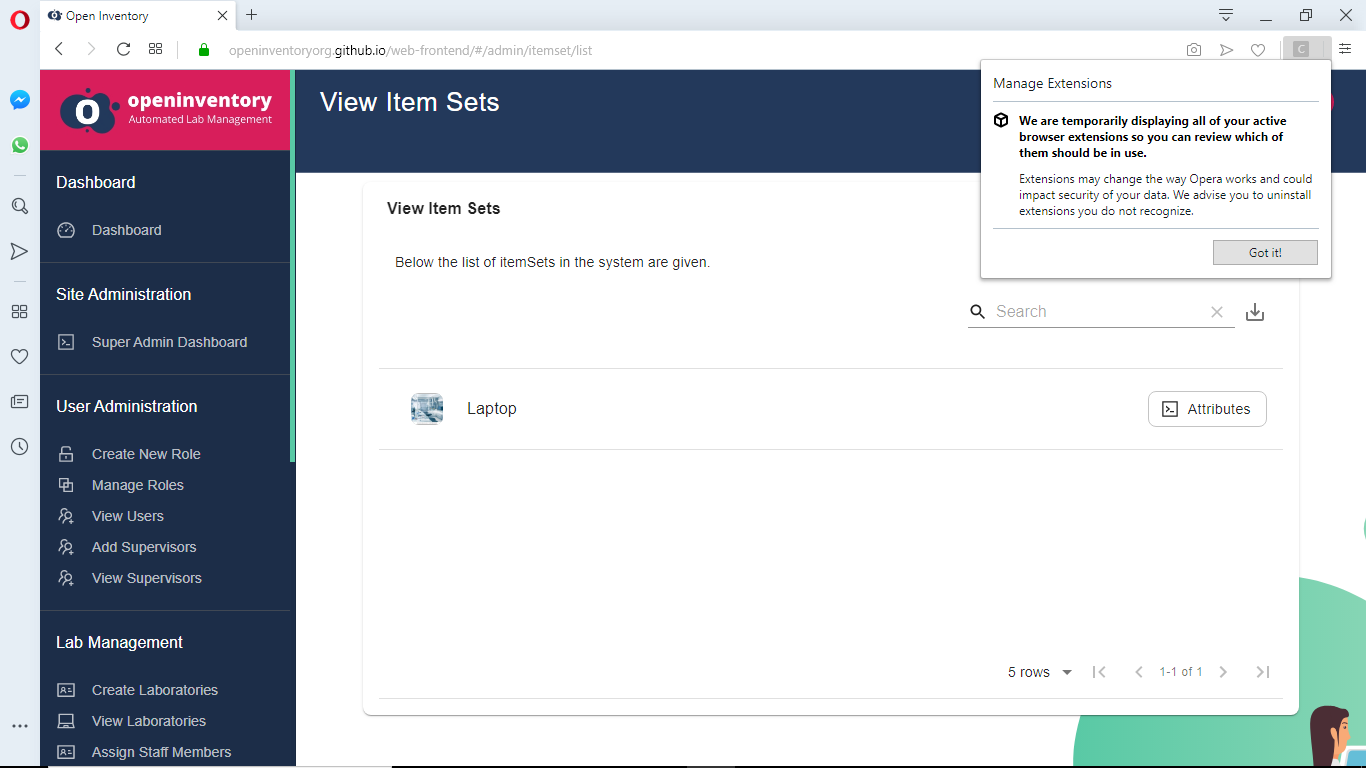 Open Inventory
openinventoryorg.github.io/web-frontend/#/admin/itemset/list
C
openinventory
Automated Lab Management
Dashboard
Dashboard
Site Administration
Super Admin Dashboard
User Administration
Create New Role
Manage Roles
View Users
Add Supervisors
View Supervisors
Lab Management
Create Laboratories
View Laboratories
Assign Staff Members
View Item Sets
View Item Sets
Below the list of itemSets in the system are given.
Search
Laptop
Attributes
5 rows
1-1 of 1
Manage Extensions
We are temporarily displaying all of your active
browser extensions so you can review which of
them should be in use.
Extensions may change the way Opera works and could
impact security of your data. We advise you to uninstall
extensions you do not recognize.
Got it!